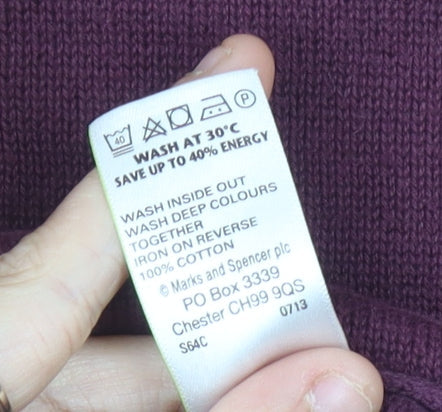 40 P
WASH AT 30°C
SAVE UP TO 40% ENERGY
WASH INSIDE OUT
WASH DEEP COLOURS
TOGETHER
IRON ON REVERSE
100% COTTON
© Marks and Spencer plc
PO Box 3339
Chester CH99 9QS
S64C 0713